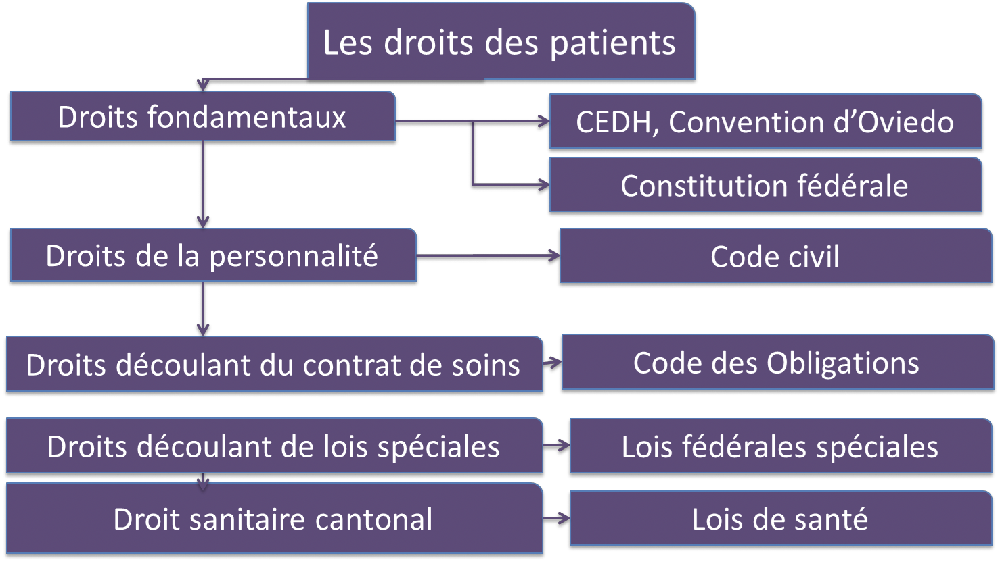 Les droits des patients
Droits fondamentaux
CEDH, Convention d’Oviedo
Constitution fédérale
Droits de la personnalité
Code civil
Droits découlant du contrat de soins
Code des Obligations
Droits découlant de lois spéciales
Lois fédérales spéciales
Droit sanitaire cantonal
Lois de santé